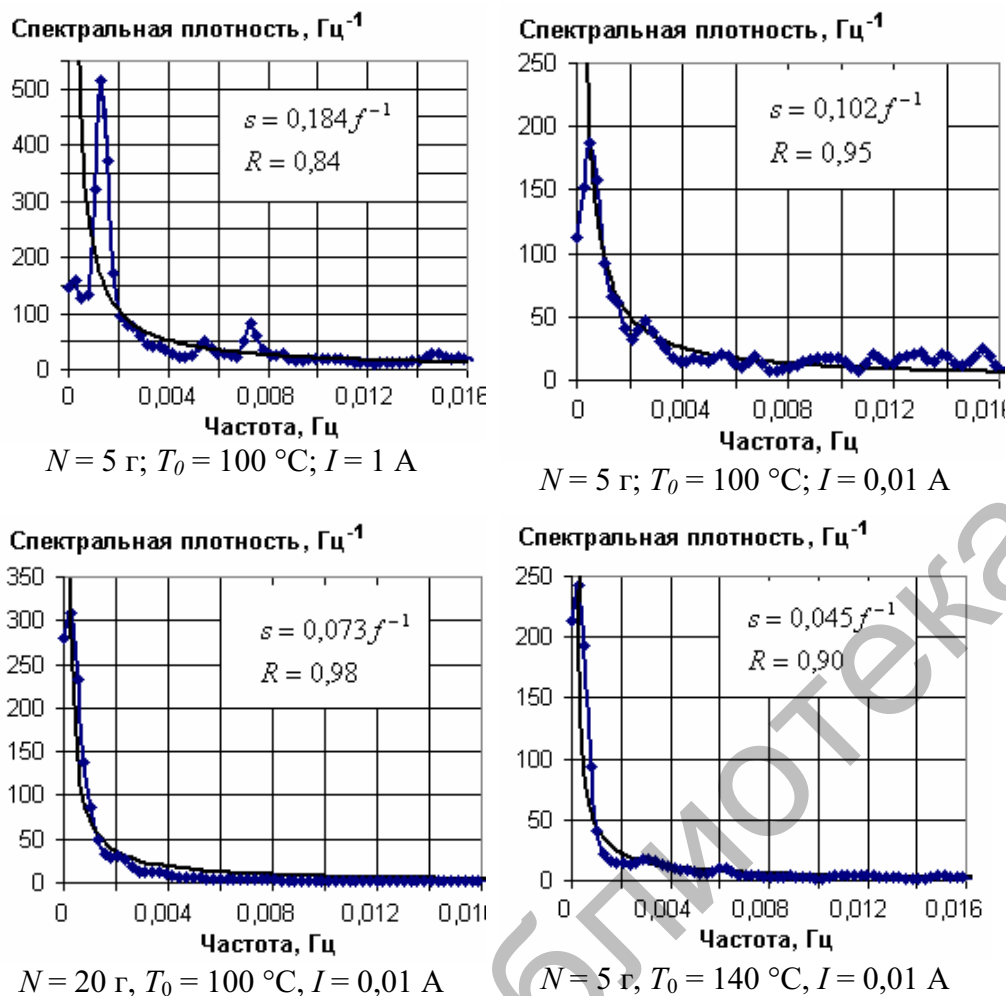 Спектральная плотность, Гц⁻¹
500
400
300
200
100
0
s = 0,184f⁻¹
R = 0,84
0 0,004 0,008 0,012 0,016
Частота, Гц
N = 5 г; T₀ = 100 °C; I = 1 А
Спектральная плотность, Гц⁻¹
250
200
150
100
50
0
s = 0,102f⁻¹
R = 0,95
0 0,004 0,008 0,012
Частота, Гц
N = 5 г; T₀ = 100 °C; I = 0,01 А
Спектральная плотность, Гц⁻¹
350
300
250
200
150
100
50
0
s = 0,073f⁻¹
R = 0,98
0 0,004 0,008 0,012
Частота, Гц
N = 20 г, T₀ = 100 °C, I = 0,01 А
Спектральная плотность, Гц⁻¹
250
200
150
100
50
0
s = 0,045f⁻¹
R = 0,90
0 0,004 0,008 0,012 0,016
Частота, Гц
N = 5 г, T₀ = 140 °C, I = 0,01 А
блиотека